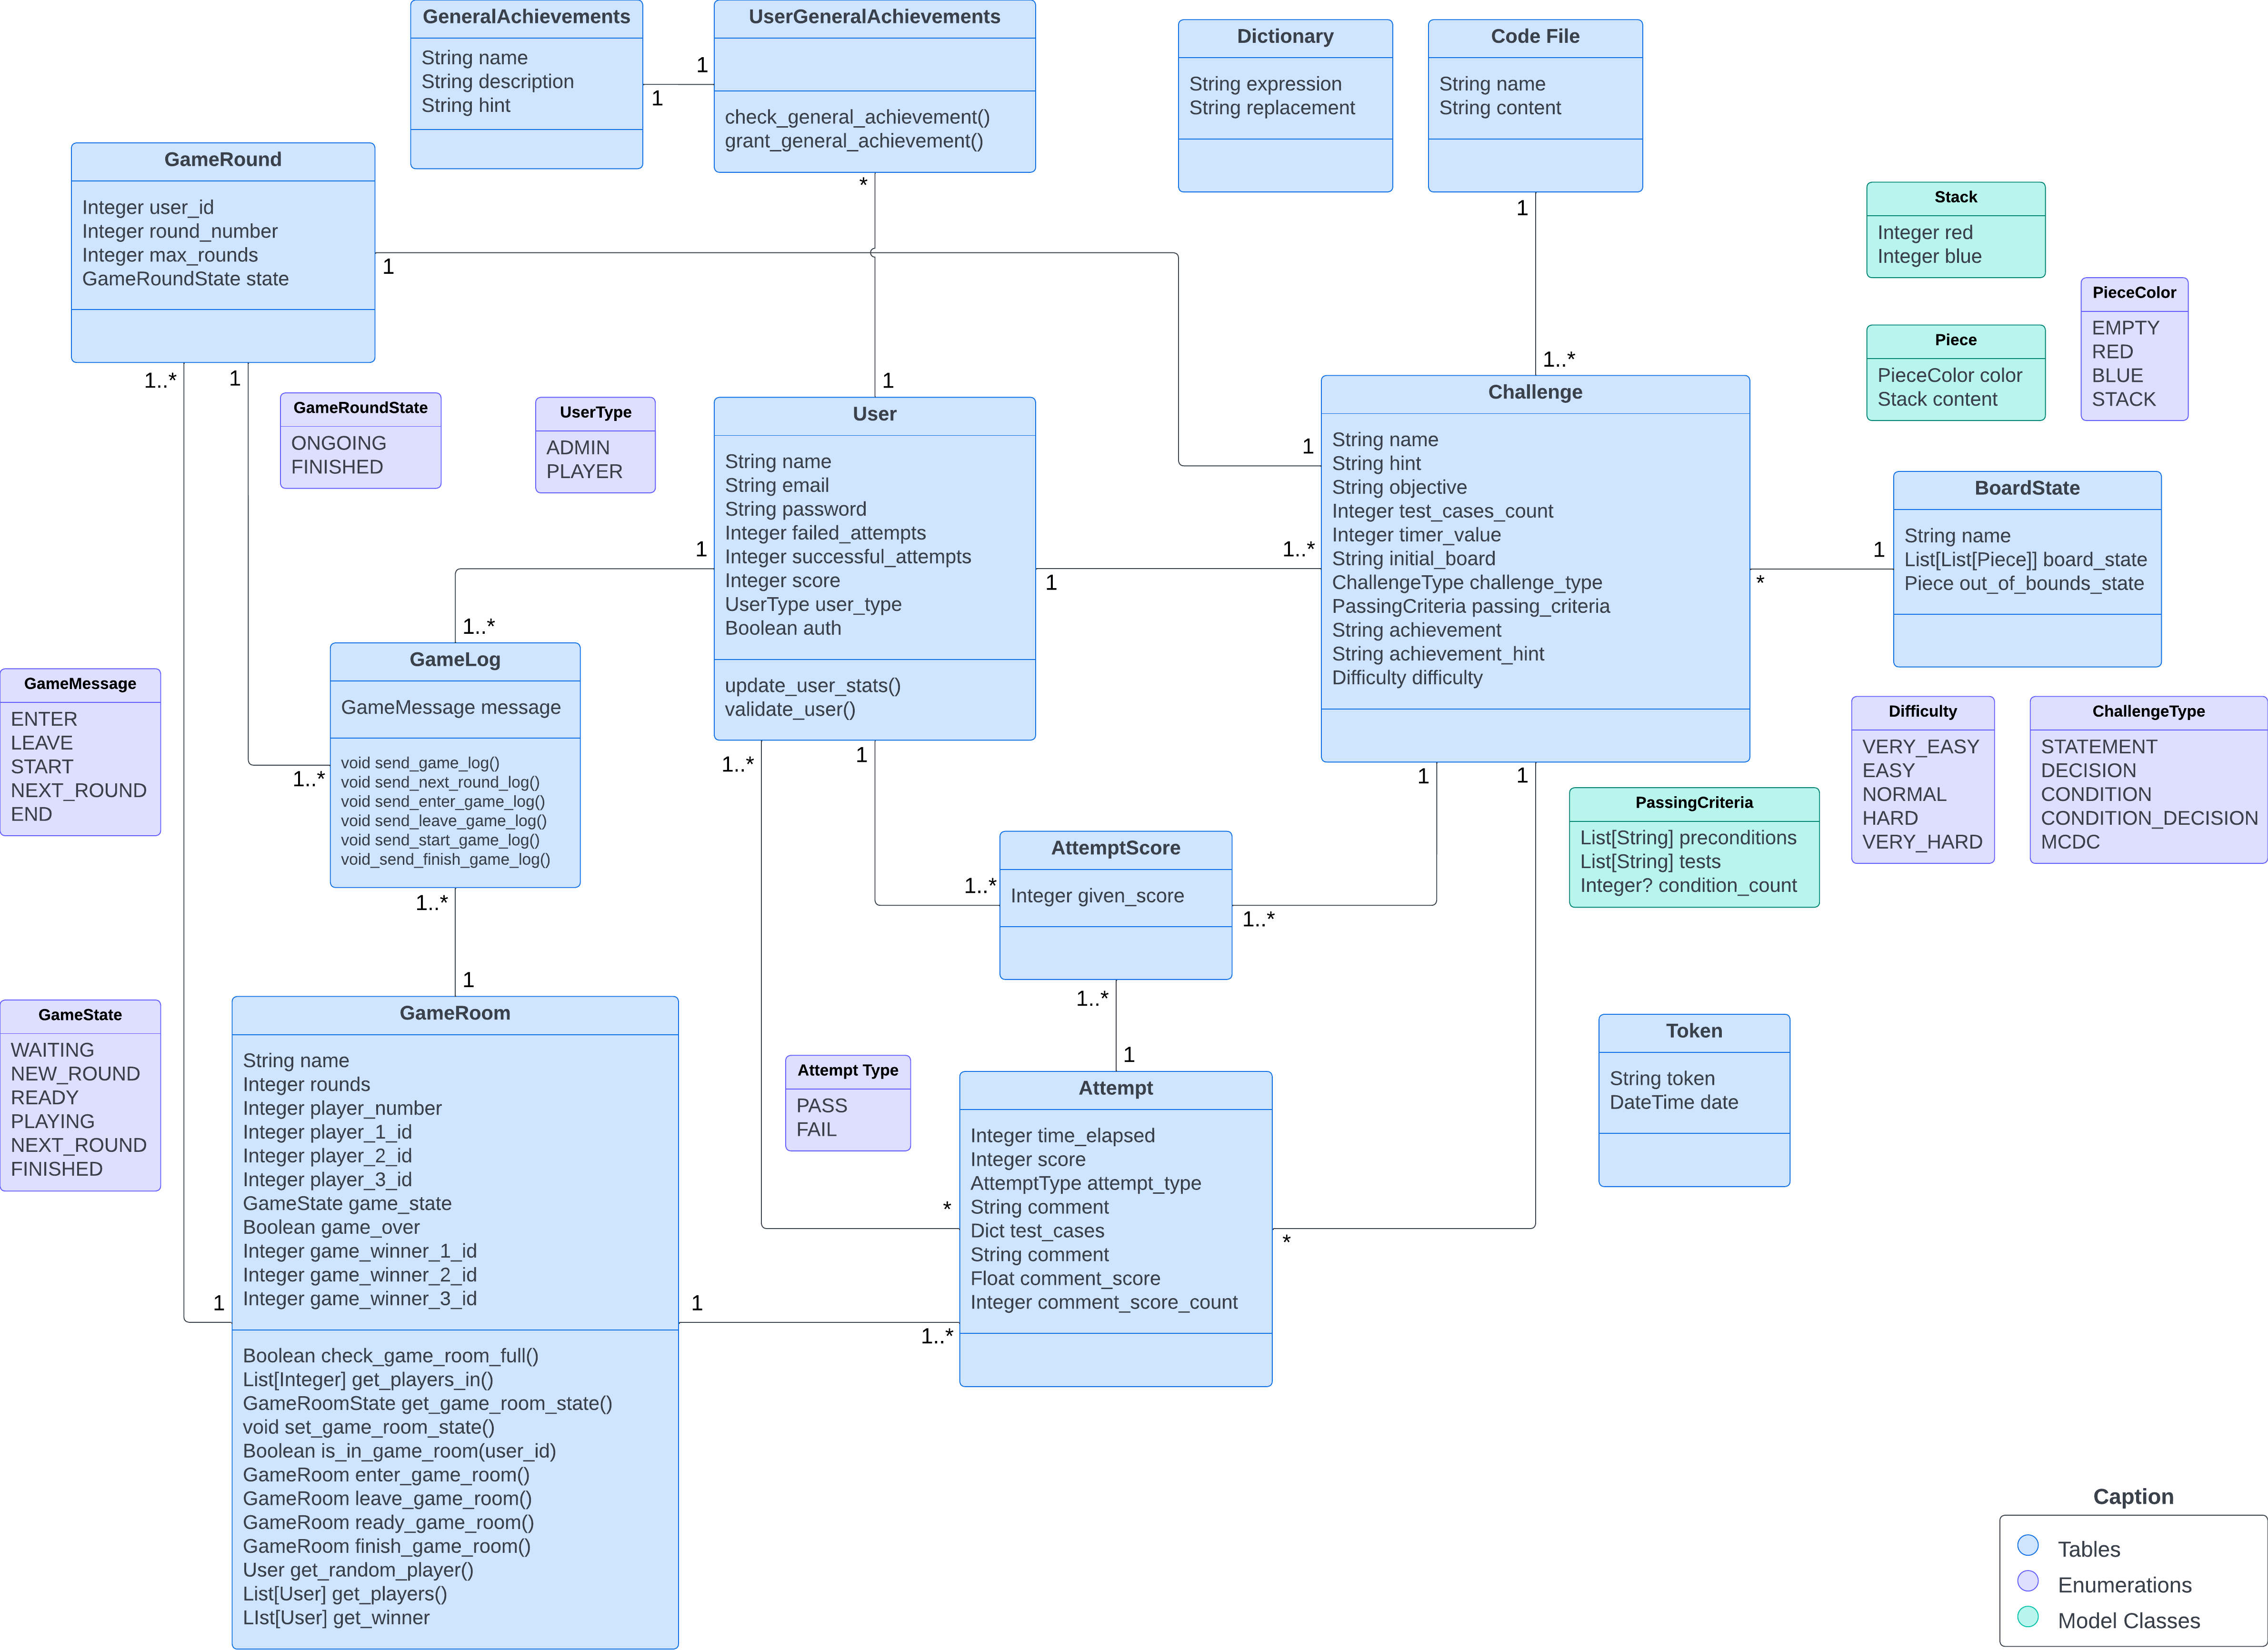 GeneralAchievements
String name
String description
String hint
1
1
UserGeneralAchievements
check_general_achievement()
grant_general_achievement()
*
Dictionary
String expression
String replacement
Code File
String name
String content
1
GameRound
Integer user_id
Integer round_number
Integer max_rounds
GameRoundState state
1
1..*
1
Stack
Integer red
Integer blue
Piece
PieceColor color
Stack content
PieceColor
EMPTY
RED
BLUE
STACK
GameRoundState
ONGOING
FINISHED
UserType
ADMIN
PLAYER
1
User
String name
String email
String password
Integer failed_attempts
Integer successful_attempts
Integer score
UserType user_type
Boolean auth
update_user_stats()
validate_user()
1
1
1..*
1
1..*
Challenge
String name
String hint
String objective
Integer test_cases_count
Integer timer_value
String initial_board
ChallengeType challenge_type
PassingCriteria passing_criteria
String achievement
String achievement_hint
Difficulty difficulty
*
1
BoardState
String name
List[List[Piece]] board_state
Piece out_of_bounds_state
1..*
GameLog
GameMessage message
void send_game_log()
void send_next_round_log()
void send_enter_game_log()
void send_leave_game_log()
void send_start_game_log()
void_send_finish_game_log()
1..*
1..*
1
GameMessage
ENTER
LEAVE
START
NEXT_ROUND
END
Difficulty
VERY_EASY
EASY
NORMAL
HARD
VERY_HARD
ChallengeType
STATEMENT
DECISION
CONDITION
CONDITION_DECISION
MCDC
PassingCriteria
List[String] preconditions
List[String] tests
Integer? condition_count
1..*
1
1
1
1..*
AttemptScore
Integer given_score
1..*
1..*
1
GameState
WAITING
NEW_ROUND
READY
PLAYING
NEXT_ROUND
FINISHED
GameRoom
String name
Integer rounds
Integer player_number
Integer player_1_id
Integer player_2_id
Integer player_3_id
GameState game_state
Boolean game_over
Integer game_winner_1_id
Integer game_winner_2_id
Integer game_winner_3_id
Boolean check_game_room_full()
List[Integer] get_players_in()
GameRoomState get_game_room_state()
void set_game_room_state()
Boolean is_in_game_room(user_id)
GameRoom enter_game_room()
GameRoom leave_game_room()
GameRoom ready_game_room()
GameRoom finish_game_room()
User get_random_player()
List[User] get_players()
LIst[User] get_winner
1
1
Attempt Type
PASS
FAIL
*
1..*
Attempt
Integer time_elapsed
Integer score
AttemptType attempt_type
String comment
Dict test_cases
String comment
Float comment_score
Integer comment_score_count
*
Token
String token
DateTime date
Caption
Tables
Enumerations
Model Classes